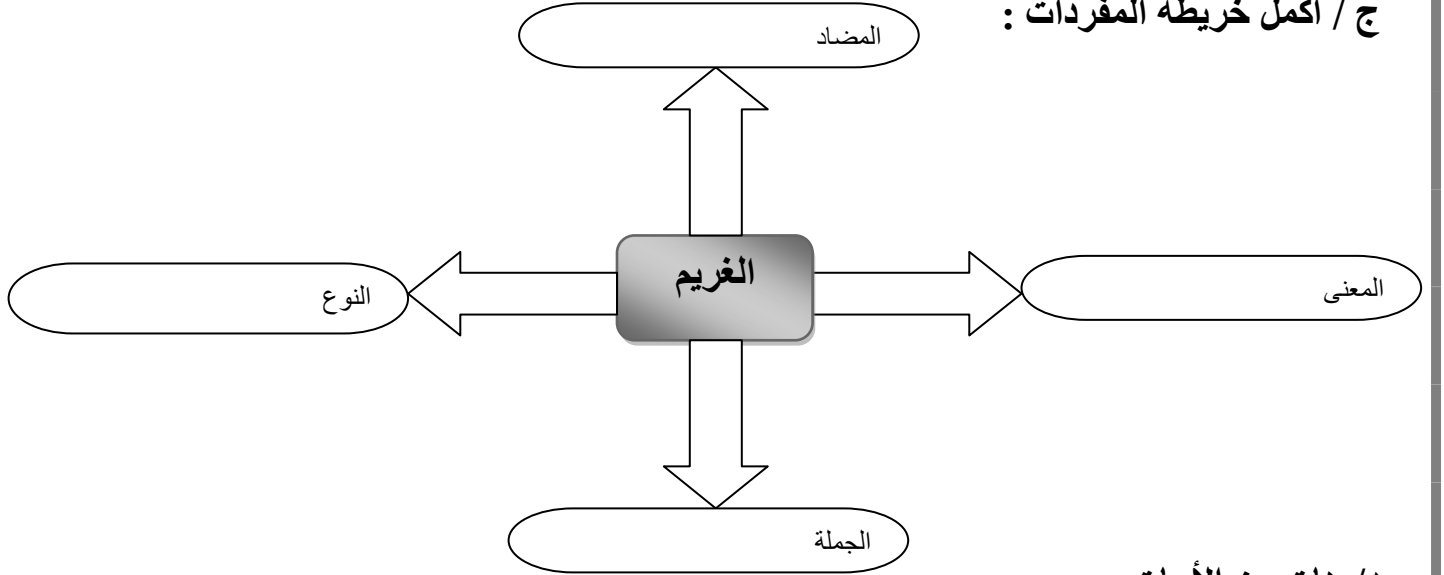 ج / أكمل خريطة المفردات :
المضاد
الغريم
المعنى
النوع
الجملة